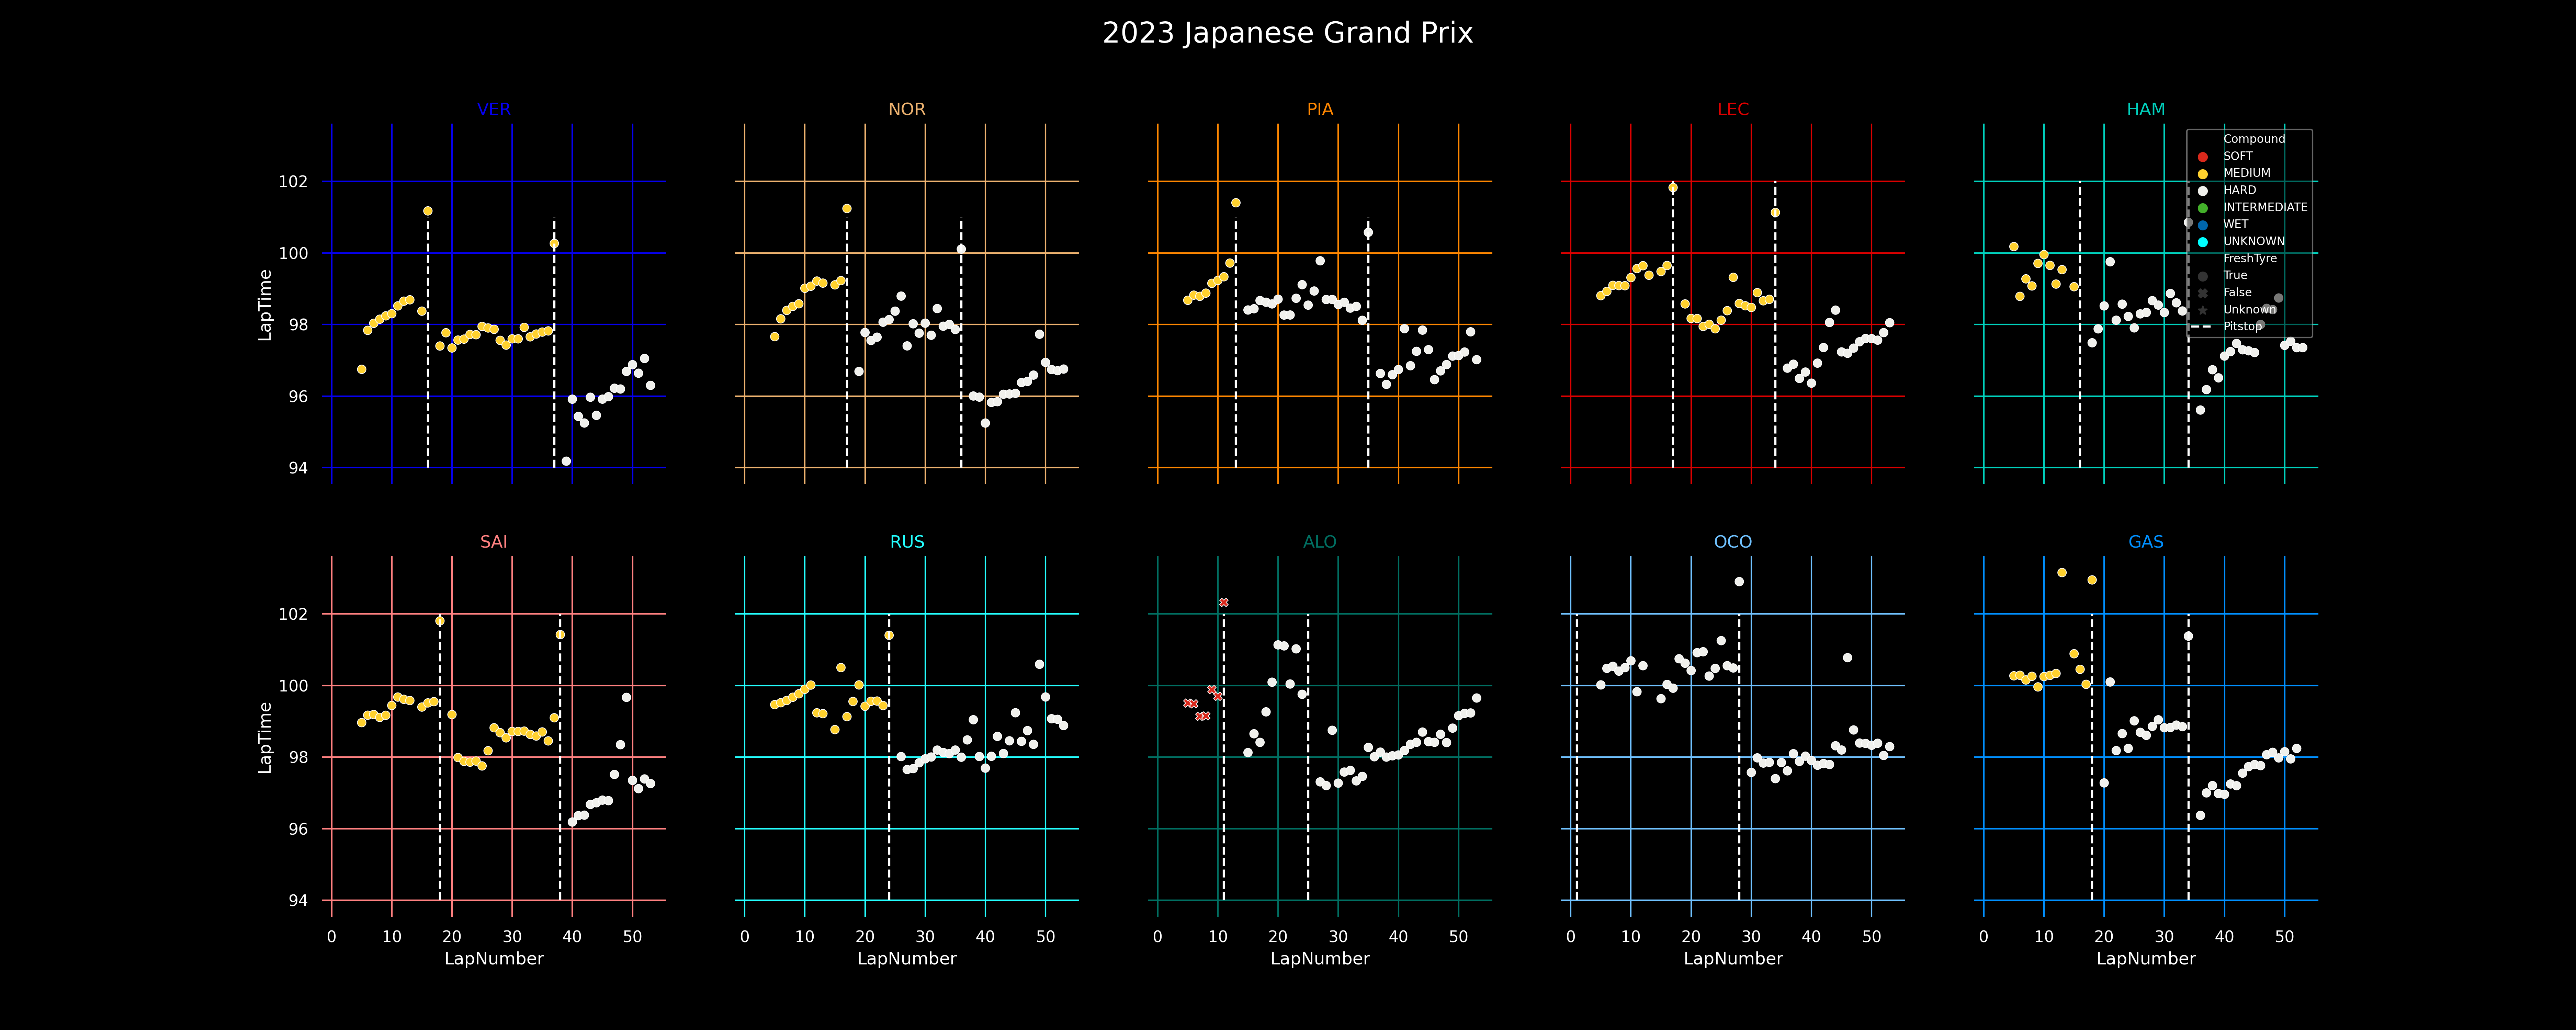 2023 Japanese Grand Prix
VER
NOR
PIA
LEC
HAM
LapTime
102
100
98
96
94
Compound
SOFT
MEDIUM
HARD
INTERMEDIATE
WET
UNKNOWN
FreshTyre
True
False
Unknown
Pitstop
SAI
RUS
ALO
OCO
GAS
LapTime
102
100
98
96
94
0 10 20 30 40 50
0 10 20 30 40 50
0 10 20 30 40 50
0 10 20 30 40 50
0 10 20 30 40 50
LapNumber
LapNumber
LapNumber
LapNumber
LapNumber